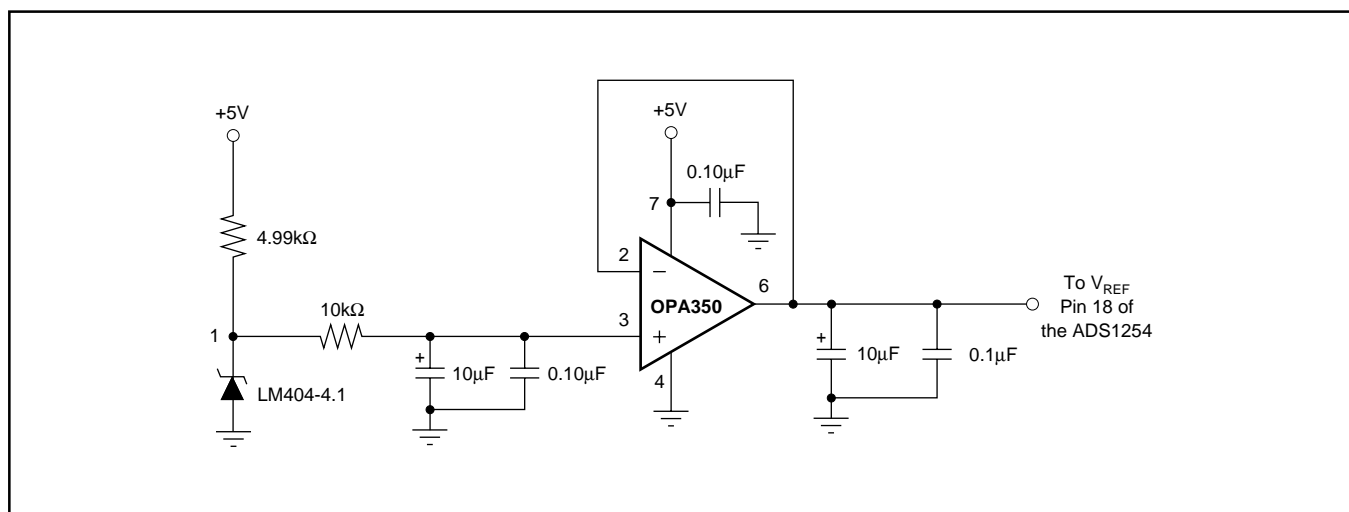 +5V
4.99kΩ
1
LM404-4.1
10kΩ
+
10µF
0.10µF
+5V
7
0.10µF
2
−
OPA350
3
+
4
6
+
10µF
0.1µF
To VREF
Pin 18 of
the ADS1254